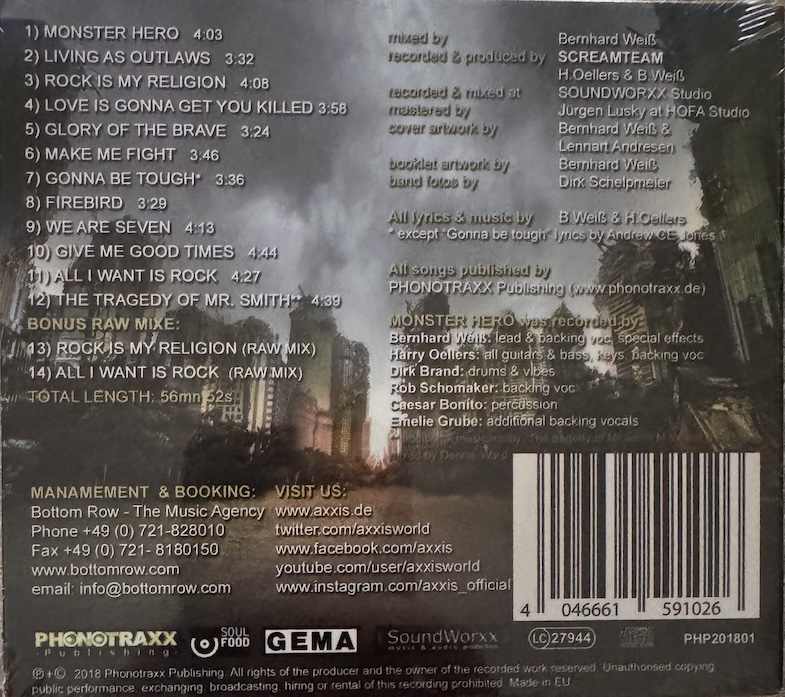 1) MONSTER HERO 4:03
2) LIVING AS OUTLAWS 3:32
3) ROCK IS MY RELIGION 4:08
4) LOVE IS GONNA GET YOU KILLED 3:58
5) GLORY OF THE BRAVE 3:24
6) MAKE ME FIGHT 3:46
7) GONNA BE TOUGH* 3:36
8) FIREBIRD 3:29
9) WE ARE SEVEN 4:13
10) GIVE ME GOOD TIMES 4:44
11) ALL I WANT IS ROCK 4:27
12) THE TRAGEDY OF MR. SMITH** 4:39
BONUS RAW MIXE:
13) ROCK IS MY RELIGION (RAW MIX)
14) ALL I WANT IS ROCK (RAW MIX)
TOTAL LENGTH: 56mn 52s
mixed by Bernhard Weiß
recorded & produced by SCREAMTEAM
H.Oellers & B.Weiß
recorded & mixed at SOUNDWORXX Studio
mastered by Jürgen Lusky at HOFA Studio
cover artwork by Bernhard Weiß &
Lennart Andresen
booklet artwork by Bernhard Weiß
band fotos by Dirk Schelpmeier
All lyrics & music by B.Weiß & H.Oellers
* except "Gonna be tough" lyrics by Andrew CE Jones
All songs published by
PHONOTRAXX Publishing (www.phonotraxx.de)
MONSTER HERO was recorded by:
Bernhard Weiß: lead & backing voc, special effects
Harry Oellers: all guitars & bass, keys, backing voc
Dirk Brand: drums & vibes
Rob Schomaker: backing voc
Caesar Bonito: percussion
Emelie Grube: additional backing vocals
mixed by Dennis Ward
MANAMEMENT & BOOKING:
Bottom Row - The Music Agency
Phone +49 (0) 721-828010
Fax +49 (0) 721- 8180150
www.bottomrow.com
email: info@bottomrow.com
VISIT US:
www.axxis.de
twitter.com/axxisworld
www.facebook.com/axxis
youtube.com/user/axxisworld
www.instagram.com/axxis_official
4 046661 591026
PHONOTRAXX
Publishing
SOUL
FOOD
GEMA
SoundWorxx
music & audio production
LC 27944
PHP201801
℗+© 2018 Phonotraxx Publishing. All rights of the producer and the owner of the recorded work reserved. Unauthorised copying,
public performance, exchanging, broadcasting, hiring or rental of this recording prohibited. Made in EU